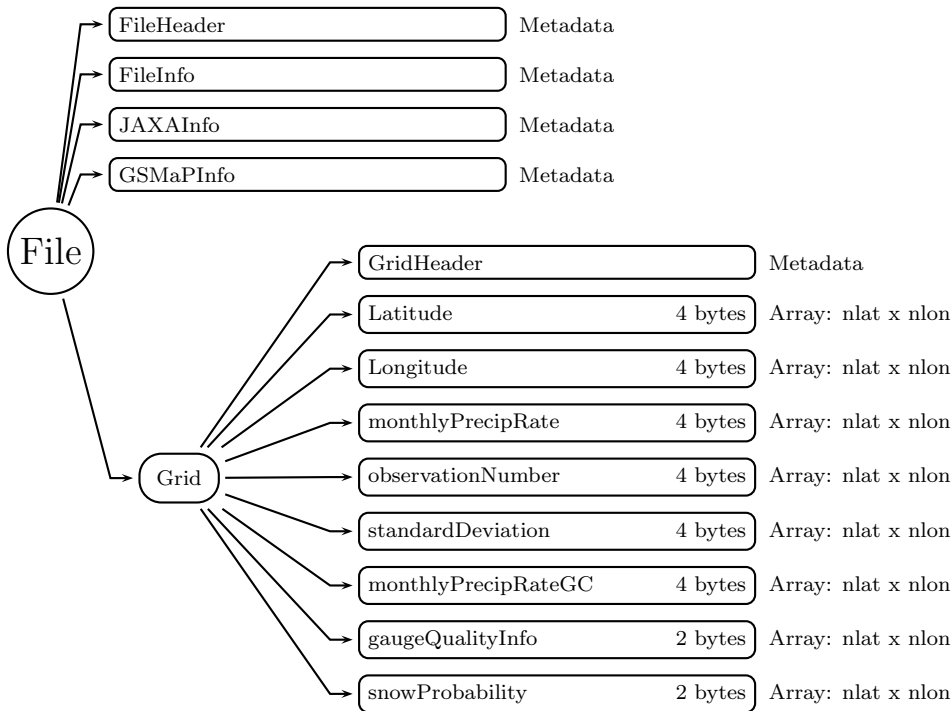 FileHeader Metadata
FileInfo Metadata
JAXAInfo Metadata
GSMaPInfo Metadata
File
GridHeader Metadata
Latitude 4 bytes Array: nlat x nlon
Longitude 4 bytes Array: nlat x nlon
monthlyPrecipRate 4 bytes Array: nlat x nlon
Grid
observationNumber 4 bytes Array: nlat x nlon
standardDeviation 4 bytes Array: nlat x nlon
monthlyPrecipRateGC 4 bytes Array: nlat x nlon
gaugeQualityInfo 2 bytes Array: nlat x nlon
snowProbability 2 bytes Array: nlat x nlon